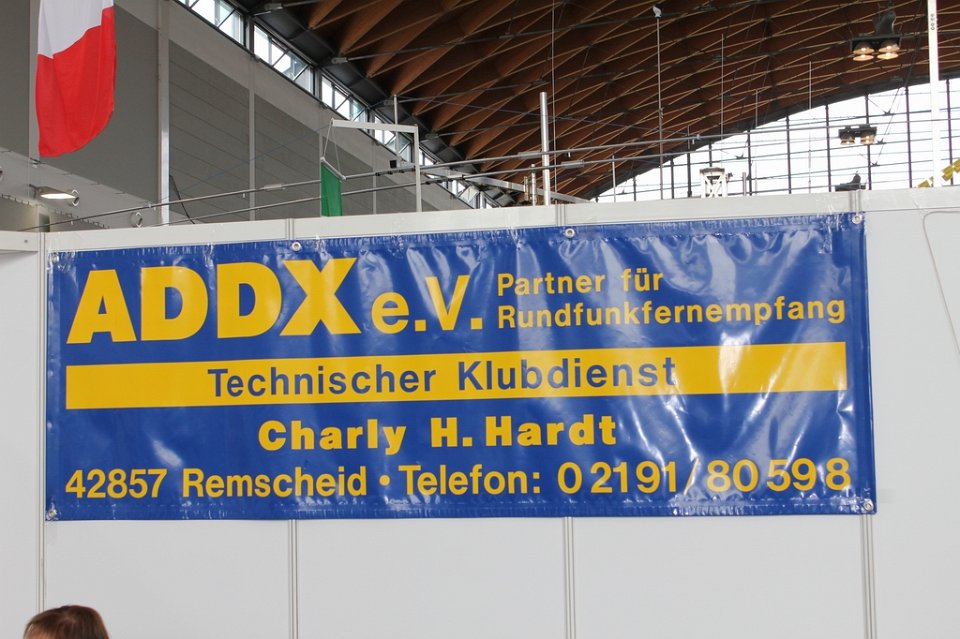 ADDX e.V. Partner für
Rundfunkfernempfang
Technischer Klubdienst
Charly H. Hardt
42857 Remscheid • Telefon: 02191/80598